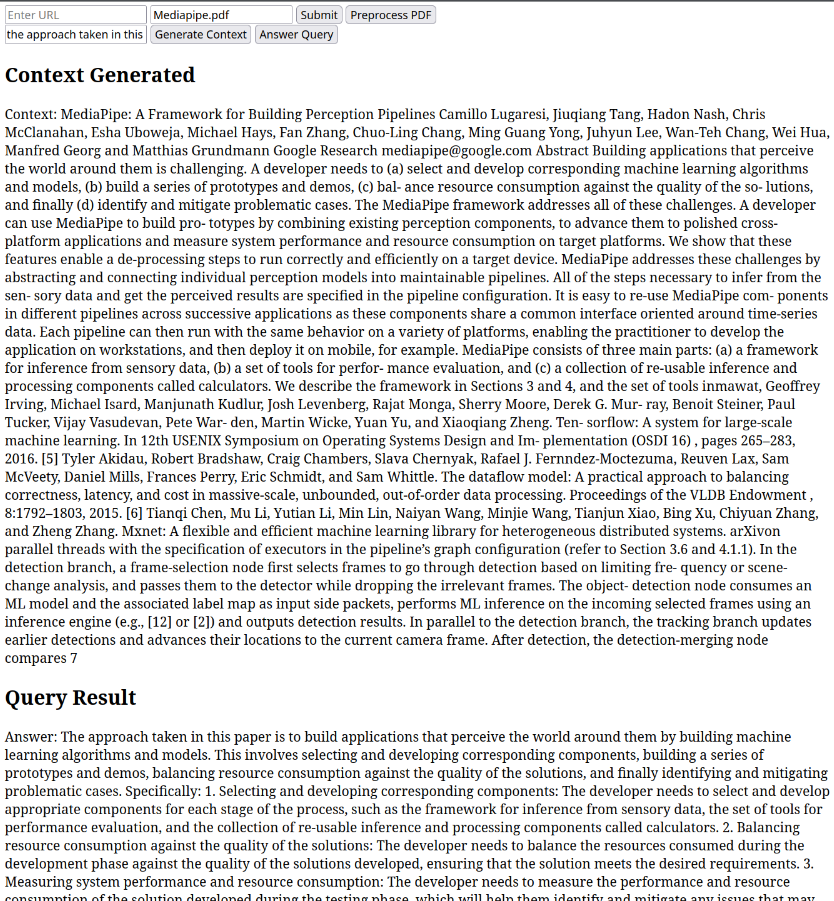 Enter URL Mediapipe.pdf Submit Preprocess PDF
the approach taken in this Generate Context Answer Query
Context Generated
Context: MediaPipe: A Framework for Building Perception Pipelines Camillo Lugaresi, Jiuqiang Tang, Hadon Nash, Chris
McClanahan, Esha Uboweja, Michael Hays, Fan Zhang, Chuo-Ling Chang, Ming Guang Yong, Juhyun Lee, Wan-Teh Chang, Wei Hua,
Manfred Georg and Matthias Grundmann Google Research mediapipe@google.com Abstract Building applications that perceive
the world around them is challenging. A developer needs to (a) select and develop corresponding machine learning algorithms
and models, (b) build a series of prototypes and demos, (c) bal- ance resource consumption against the quality of the so- lutions,
and finally (d) identify and mitigate problematic cases. The MediaPipe framework addresses all of these challenges. A developer
can use MediaPipe to build pro- totypes by combining existing perception components, to advance them to polished cross-
platform applications and measure system performance and resource consumption on target platforms. We show that these
features enable a de-processing steps to run correctly and efficiently on a target device. MediaPipe addresses these challenges by
abstracting and connecting individual perception models into maintainable pipelines. All of the steps necessary to infer from the
sen- sory data and get the perceived results are specified in the pipeline configuration. It is easy to re-use MediaPipe com- ponents
in different pipelines across successive applications as these components share a common interface oriented around time-series
data. Each pipeline can then run with the same behavior on a variety of platforms, enabling the practitioner to develop the
application on workstations, and then deploy it on mobile, for example. MediaPipe consists of three main parts: (a) a framework
for inference from sensory data, (b) a set of tools for perfor- mance evaluation, and (c) a collection of re-usable inference and
processing components called calculators. We describe the framework in Sections 3 and 4, and the set of tools inmawat, Geoffrey
Irving, Michael Isard, Manjunath Kudlur, Josh Levenberg, Rajat Monga, Sherry Moore, Derek G. Mur- ray, Benoit Steiner, Paul
Tucker, Vijay Vasudevan, Pete War- den, Martin Wicke, Yuan Yu, and Xiaoqiang Zheng. Ten- sorflow: A system for large-scale
machine learning. In 12th USENIX Symposium on Operating Systems Design and Im- plementation (OSDI 16) , pages 265–283,
2016. [5] Tyler Akidau, Robert Bradshaw, Craig Chambers, Slava Chernyak, Rafael J. Fernndez-Moctezuma, Reuven Lax, Sam
McVeety, Daniel Mills, Frances Perry, Eric Schmidt, and Sam Whittle. The dataflow model: A practical approach to balancing
correctness, latency, and cost in massive-scale, unbounded, out-of-order data processing. Proceedings of the VLDB Endowment ,
8:1792–1803, 2015. [6] Tianqi Chen, Mu Li, Yutian Li, Min Lin, Naiyan Wang, Minjie Wang, Tianjun Xiao, Bing Xu, Chiyuan Zhang,
and Zheng Zhang. Mxnet: A flexible and efficient machine learning library for heterogeneous distributed systems. arXivon
parallel threads with the specification of executors in the pipeline’s graph configuration (refer to Section 3.6 and 4.1.1). In the
detection branch, a frame-selection node first selects frames to go through detection based on limiting fre- quency or scene-
change analysis, and passes them to the detector while dropping the irrelevant frames. The object- detection node consumes an
ML model and the associated label map as input side packets, performs ML inference on the incoming selected frames using an
inference engine (e.g., [12] or [2]) and outputs detection results. In parallel to the detection branch, the tracking branch updates
earlier detections and advances their locations to the current camera frame. After detection, the detection-merging node
compares 7
Query Result
Answer: The approach taken in this paper is to build applications that perceive the world around them by building machine
learning algorithms and models. This involves selecting and developing corresponding components, building a series of
prototypes and demos, balancing resource consumption against the quality of the solutions, and finally identifying and mitigating
problematic cases. Specifically: 1. Selecting and developing corresponding components: The developer needs to select and develop
appropriate components for each stage of the process, such as the framework for inference from sensory data, the set of tools for
performance evaluation, and the collection of re-usable inference and processing components called calculators. 2. Balancing
resource consumption against the quality of the solutions: The developer needs to balance the resources consumed during the
development phase against the quality of the solutions developed, ensuring that the solution meets the desired requirements. 3.
Measuring system performance and resource consumption: The developer needs to measure the performance and resource
consumption of the solution developed during the testing phase, which will help them identify and mitigate any issues that may